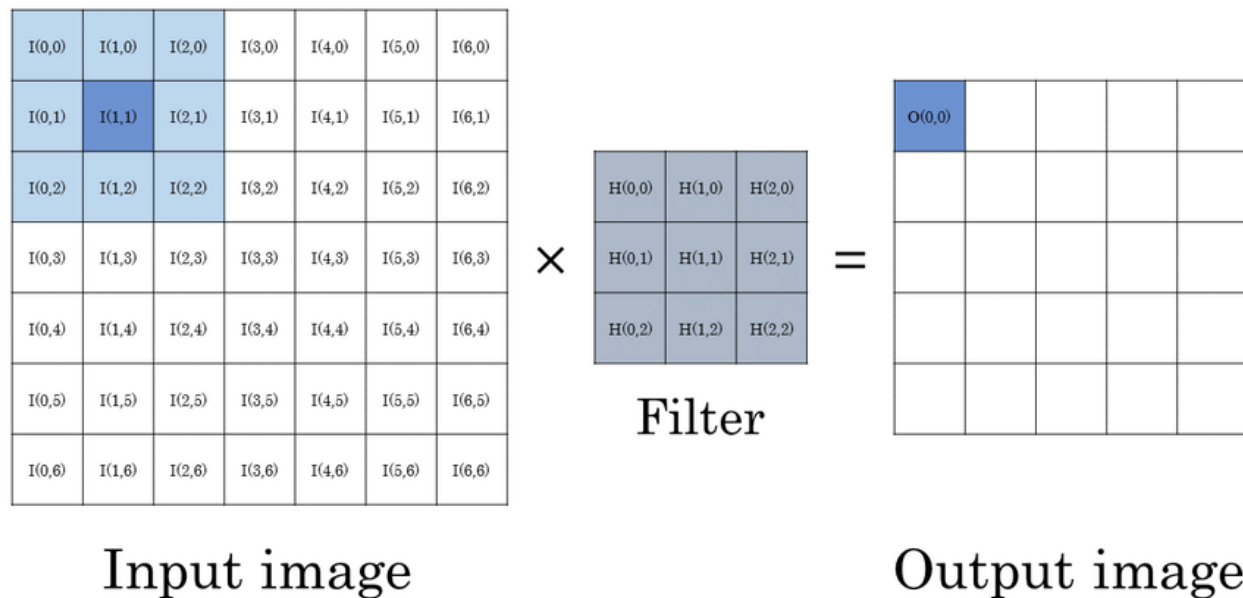 I(0,0) I(1,0) I(2,0) I(3,0) I(4,0) I(5,0) I(6,0)
I(0,1) I(1,1) I(2,1) I(3,1) I(4,1) I(5,1) I(6,1)
I(0,2) I(1,2) I(2,2) I(3,2) I(4,2) I(5,2) I(6,2)
I(0,3) I(1,3) I(2,3) I(3,3) I(4,3) I(5,3) I(6,3)
I(0,4) I(1,4) I(2,4) I(3,4) I(4,4) I(5,4) I(6,4)
I(0,5) I(1,5) I(2,5) I(3,5) I(4,5) I(5,5) I(6,5)
I(0,6) I(1,6) I(2,6) I(3,6) I(4,6) I(5,6) I(6,6)
Input image
×
H(0,0) H(1,0) H(2,0)
H(0,1) H(1,1) H(2,1)
H(0,2) H(1,2) H(2,2)
Filter
=
O(0,0)
Output image